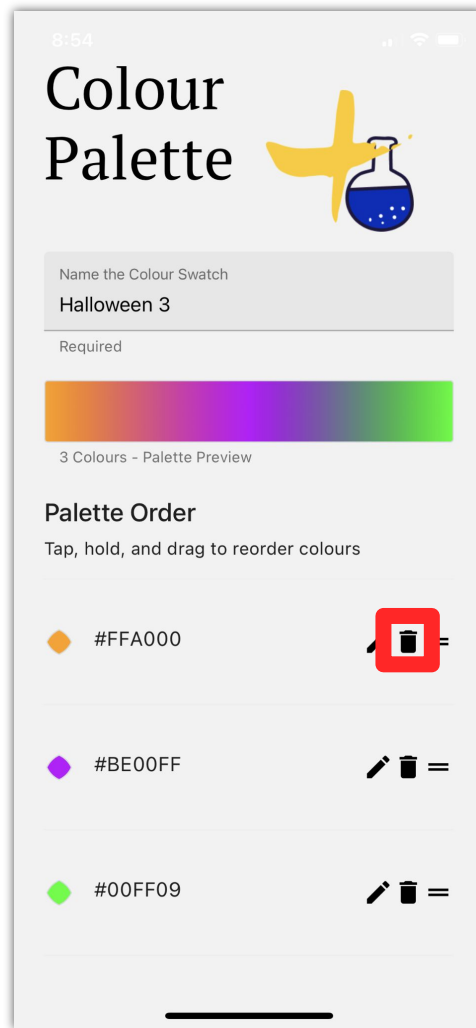 8:54
Colour
Palette
Name the Colour Swatch
Halloween 3
Required
3 Colours - Palette Preview
Palette Order
Tap, hold, and drag to reorder colours
#FFA000
#BE00FF
#00FF09